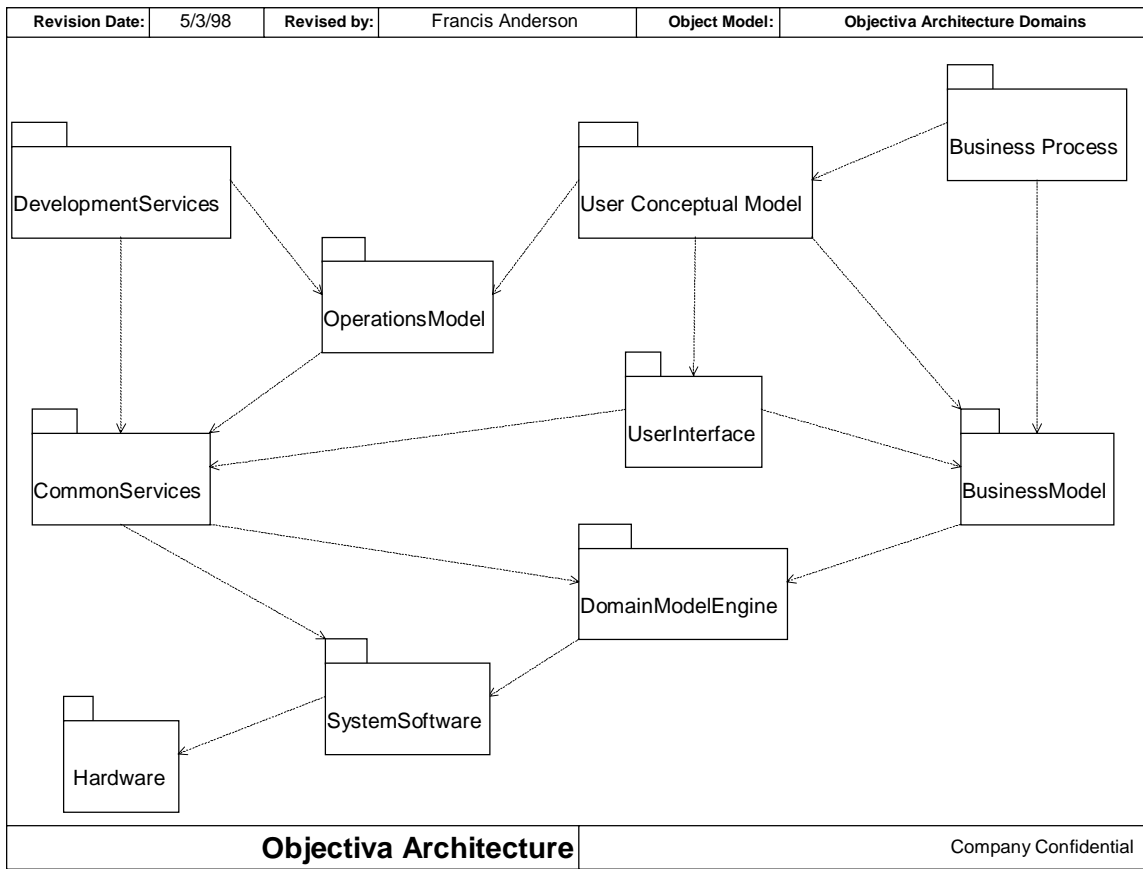 Revision Date: 5/3/98 Revised by: Francis Anderson Object Model: Objectiva Architecture Domains
Business Process
DevelopmentServices
User Conceptual Model
OperationsModel
UserInterface
CommonServices
BusinessModel
DomainModelEngine
SystemSoftware
Hardware
Objectiva Architecture
Company Confidential